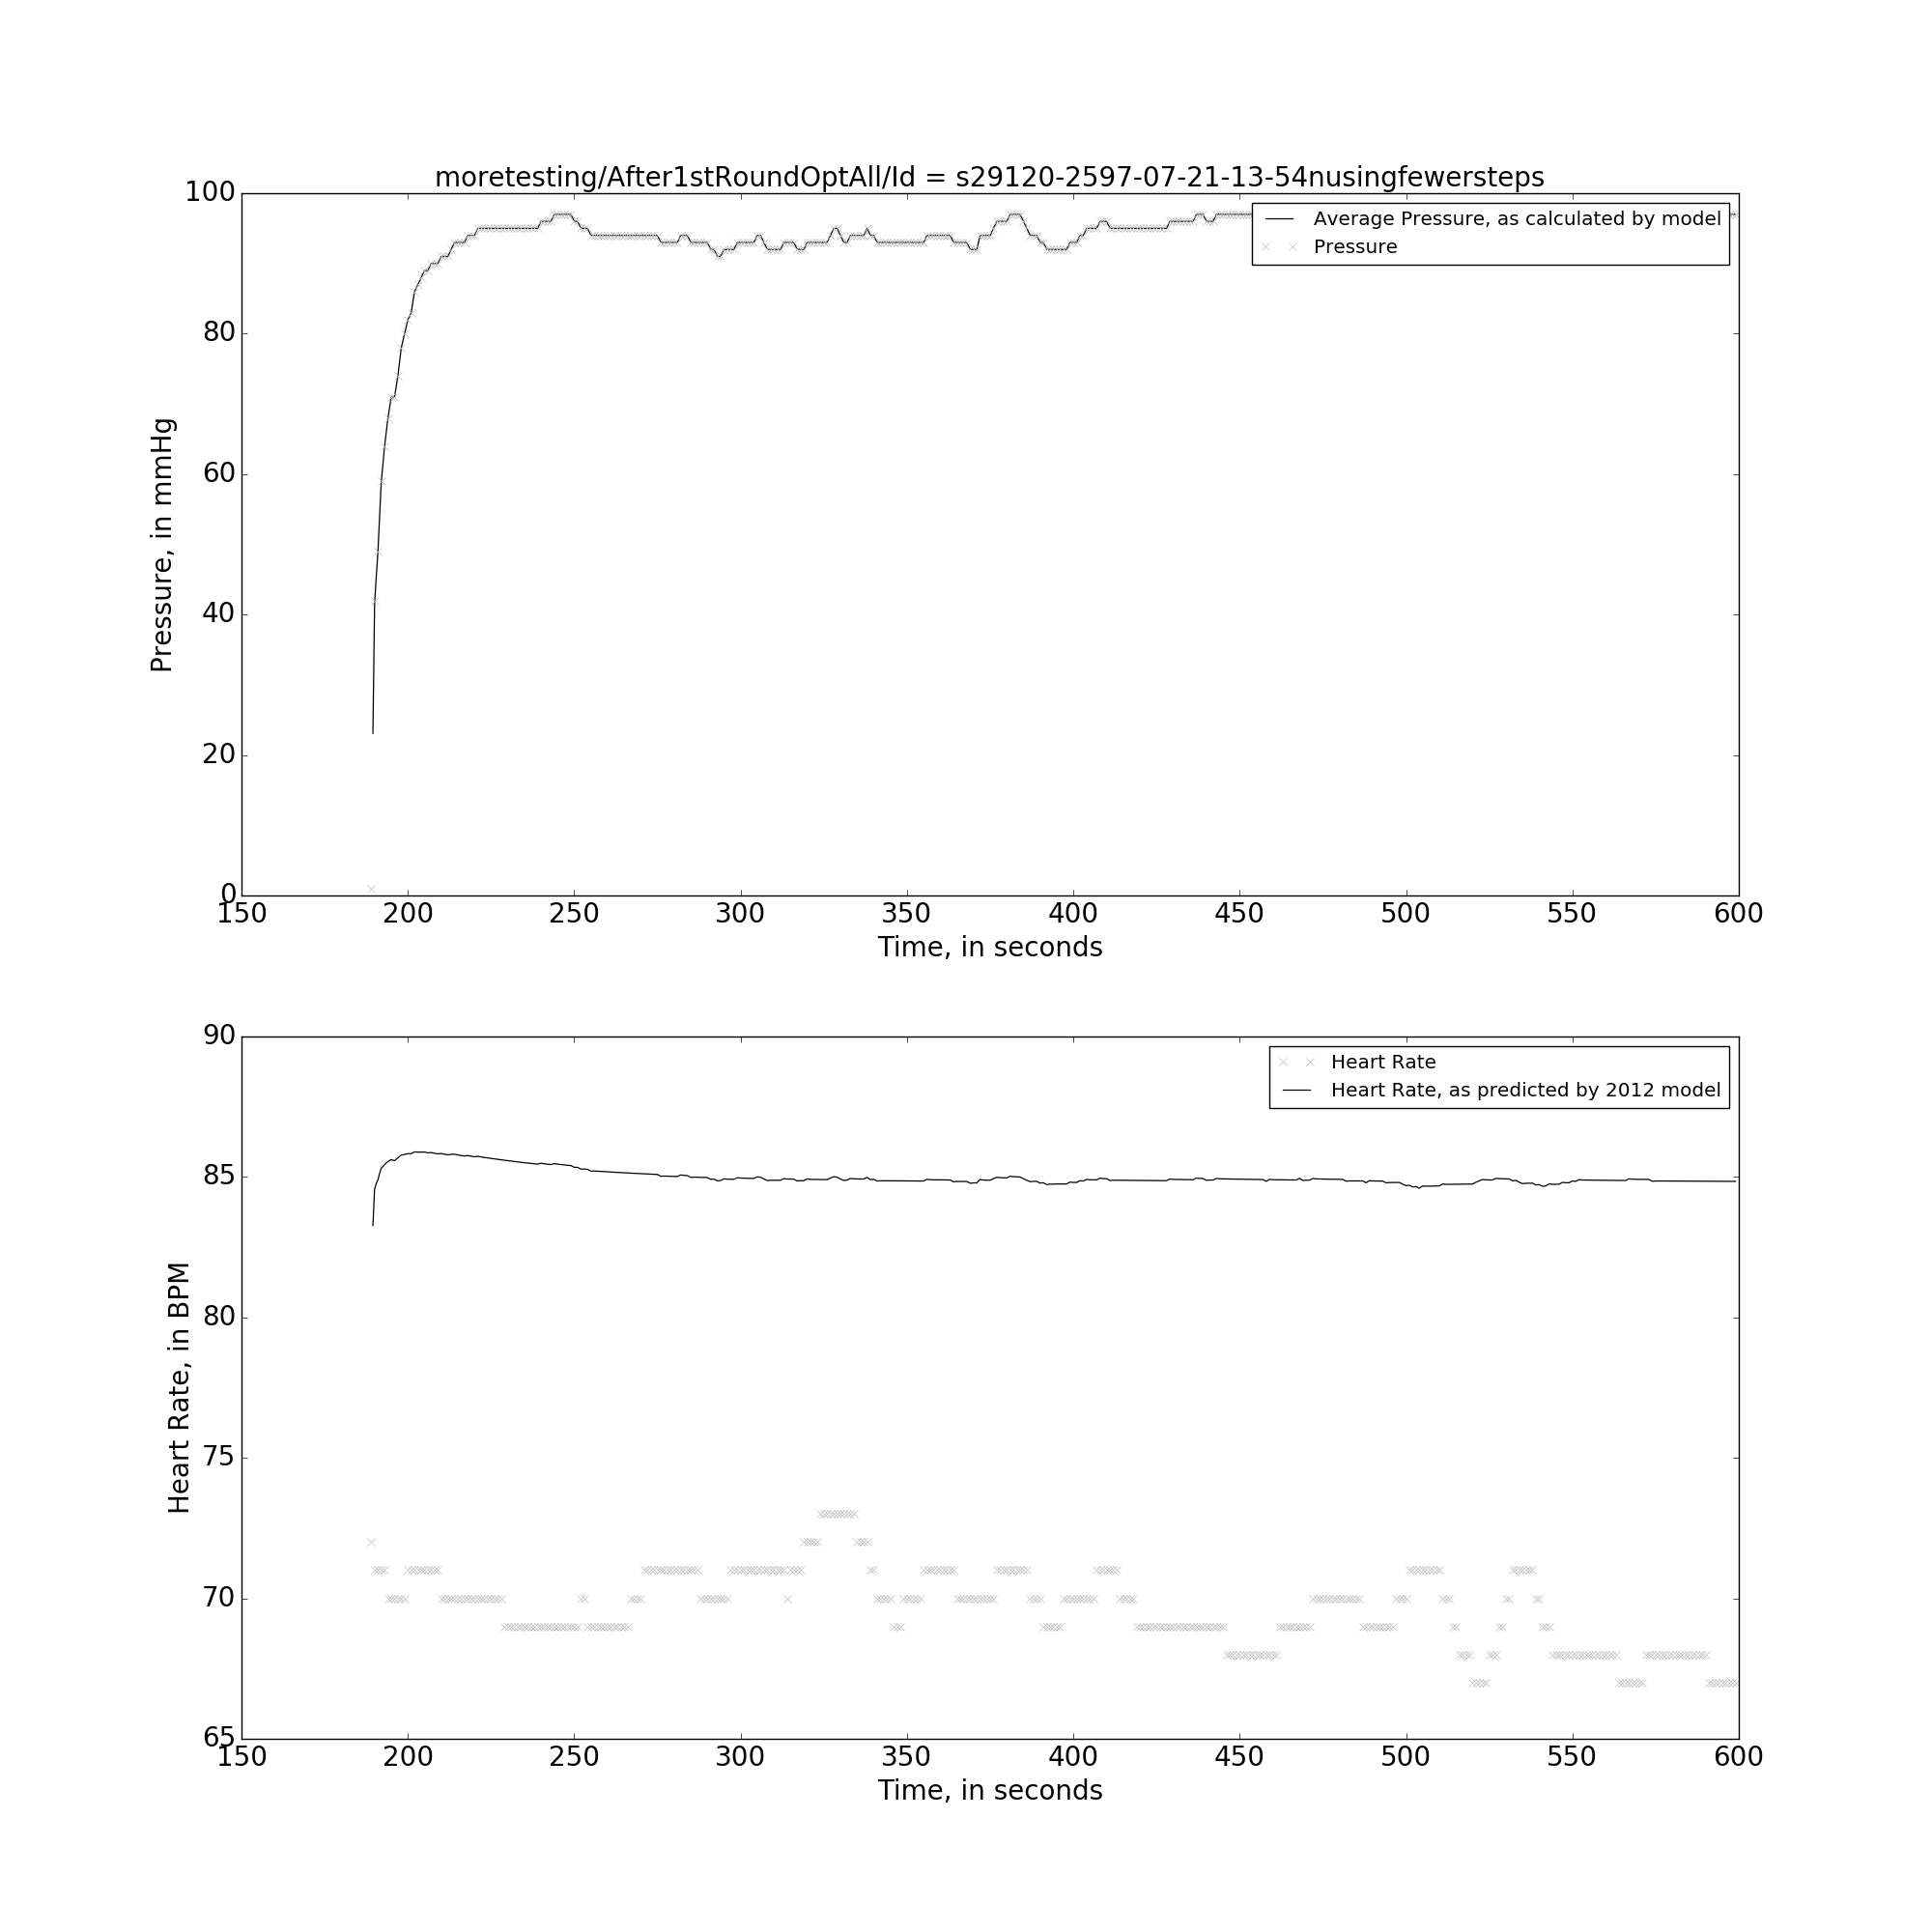 moretesting/After1stRoundOptAll/Id = s29120-2597-07-21-13-54nusingfewersteps
100
80
60
40
20
0
Pressure, in mmHg
Average Pressure, as calculated by model
Pressure
150 200 250 300 350 400 450 500 550 600
Time, in seconds
90
85
80
75
70
65
Heart Rate, in BPM
Heart Rate
Heart Rate, as predicted by 2012 model
150 200 250 300 350 400 450 500 550 600
Time, in seconds